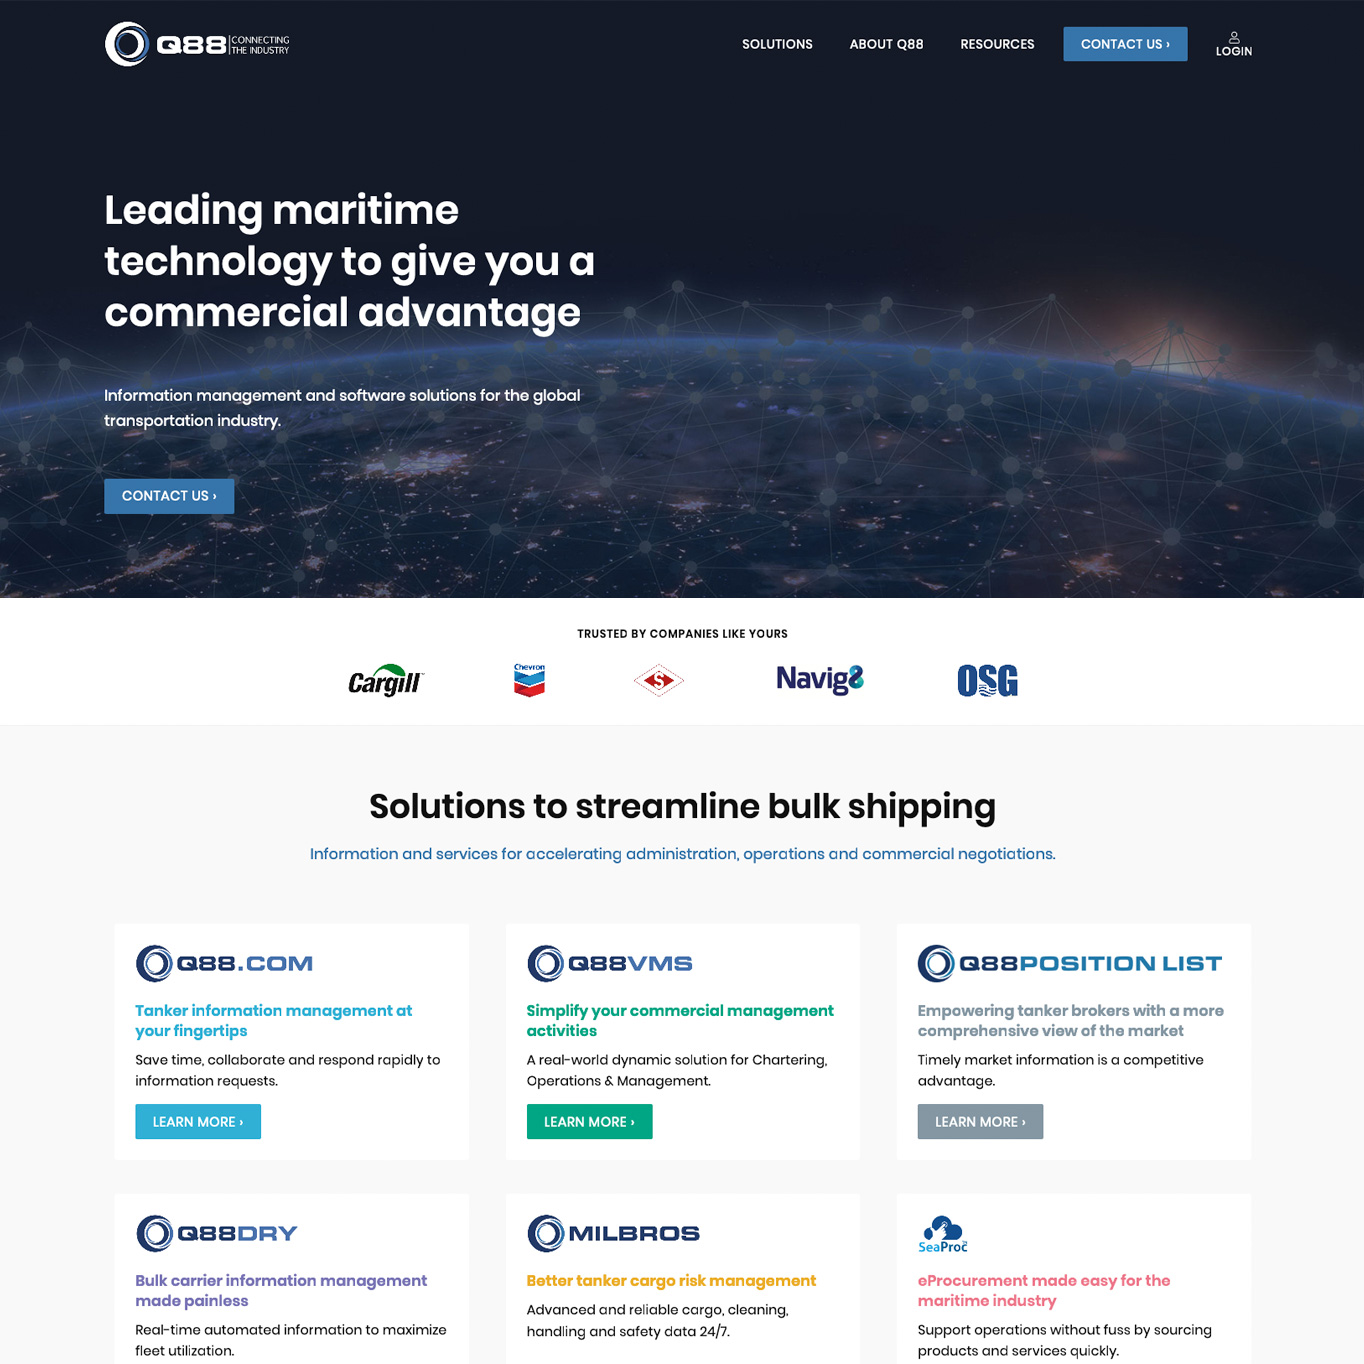 Q88 CONNECTING
THE INDUSTRY
SOLUTIONS
ABOUT Q88
RESOURCES
CONTACT US ›
LOGIN
Leading maritime
technology to give you a
commercial advantage
Information management and software solutions for the global
transportation industry.
CONTACT US ›
TRUSTED BY COMPANIES LIKE YOURS
Cargill
Chevron
S
Navig8
OSG
Solutions to streamline bulk shipping
Information and services for accelerating administration, operations and commercial negotiations.
Q88.COM
Tanker information management at
your fingertips
Save time, collaborate and respond rapidly to
information requests.
LEARN MORE ›
Q88VMS
Simplify your commercial management
activities
A real-world dynamic solution for Chartering,
Operations & Management.
LEARN MORE ›
Q88POSITION LIST
Empowering tanker brokers with a more
comprehensive view of the market
Timely market information is a competitive
advantage.
LEARN MORE ›
Q88DRY
Bulk carrier information management
made painless
Real-time automated information to maximize
fleet utilization.
MILBROS
Better tanker cargo risk management
Advanced and reliable cargo, cleaning,
handling and safety data 24/7.
SeaProc
eProcurement made easy for the
maritime industry
Support operations without fuss by sourcing
products and services quickly.